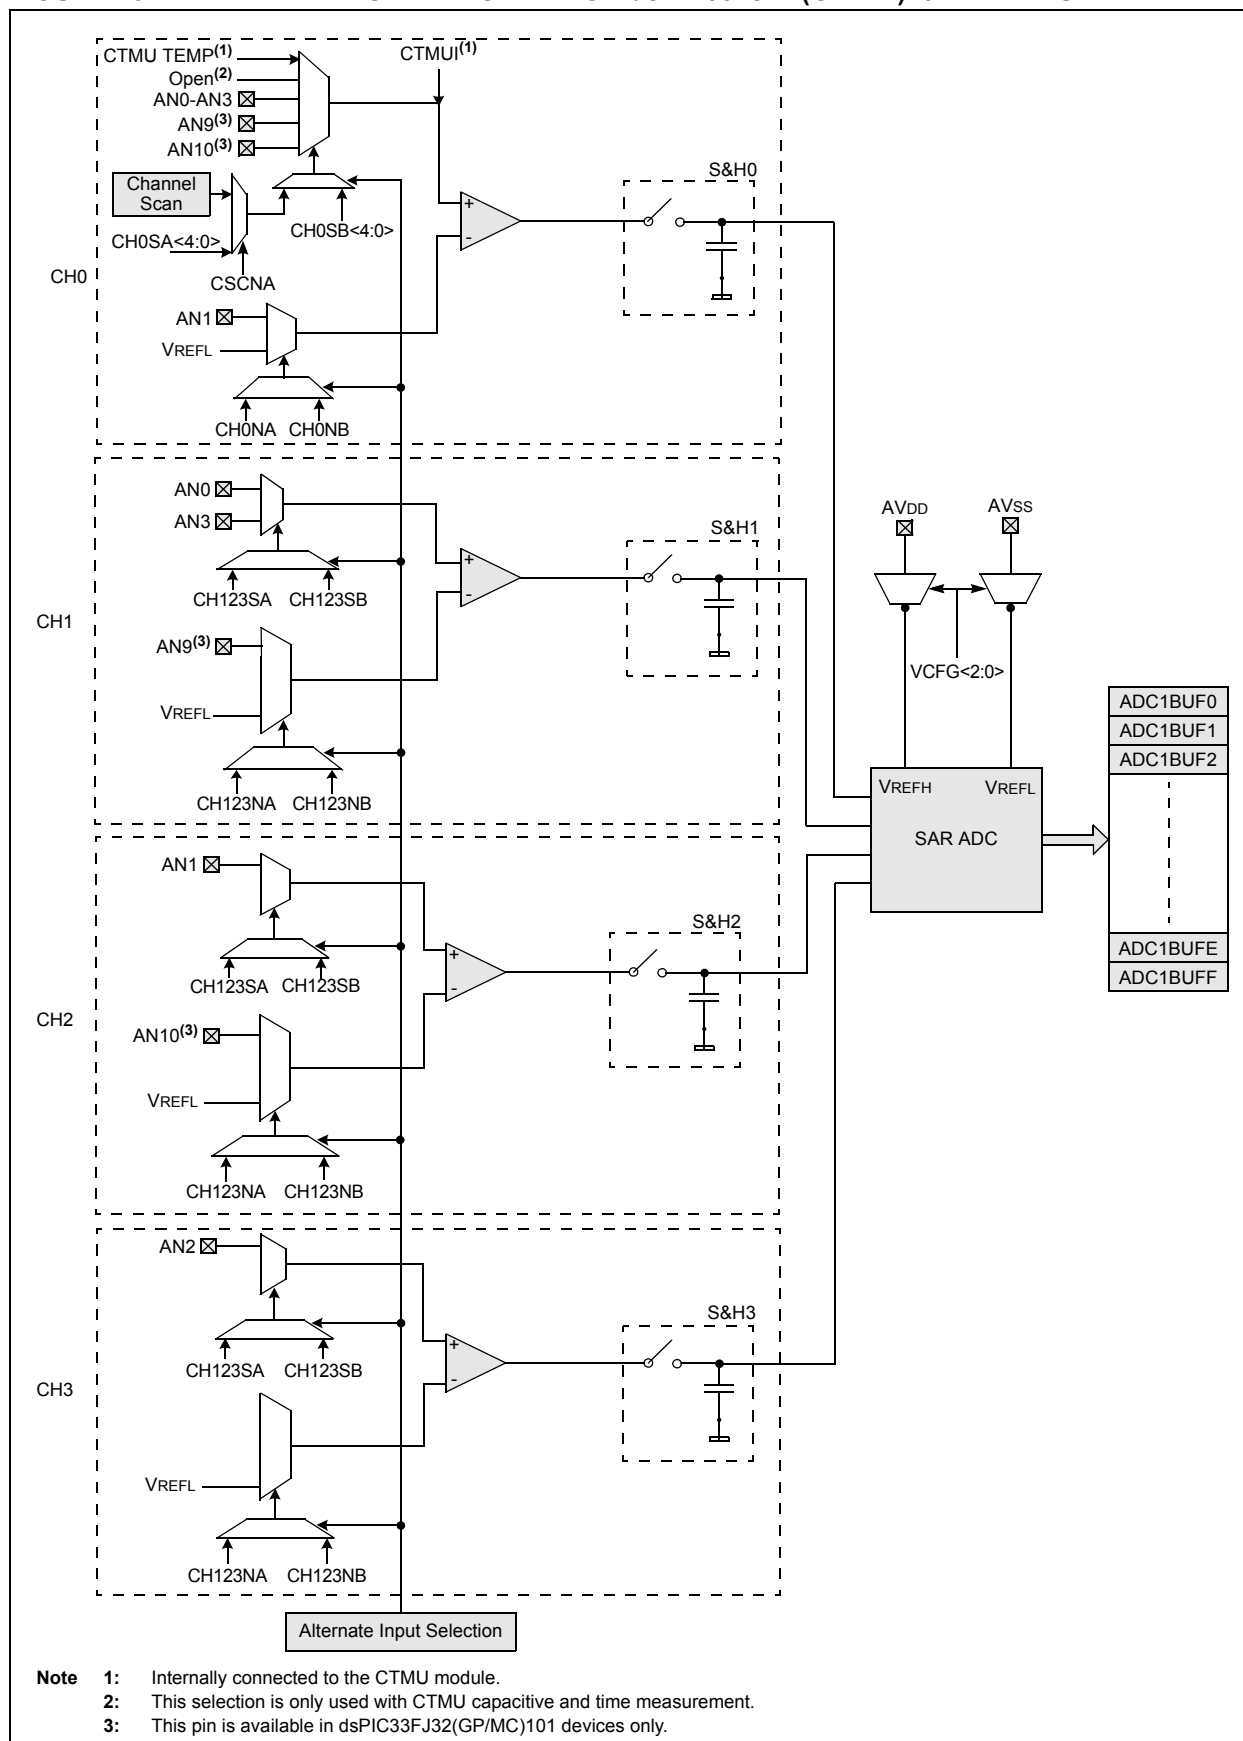 CTMU TEMP(1)
Open(2)
AN0-AN3
AN9(3)
AN10(3)
CTMUI(1)
Channel
Scan
CH0SA<4:0>
CH0SB<4:0>
CSCNA
CH0
S&H0
+
-
AN1
VREFL
CH0NA CH0NB
AN0
AN3
CH123SA CH123SB
CH1
S&H1
+
-
AN9(3)
VREFL
CH123NA CH123NB
AVDD AVSS
VCFG<2:0>
VREFH VREFL
SAR ADC
ADC1BUF0
ADC1BUF1
ADC1BUF2
ADC1BUFE
ADC1BUFF
AN1
CH123SA CH123SB
CH2
S&H2
+
-
AN10(3)
VREFL
CH123NA CH123NB
AN2
CH123SA CH123SB
CH3
S&H3
+
-
VREFL
CH123NA CH123NB
Alternate Input Selection
Note 1: Internally connected to the CTMU module.
2: This selection is only used with CTMU capacitive and time measurement.
3: This pin is available in dsPIC33FJ32(GP/MC)101 devices only.